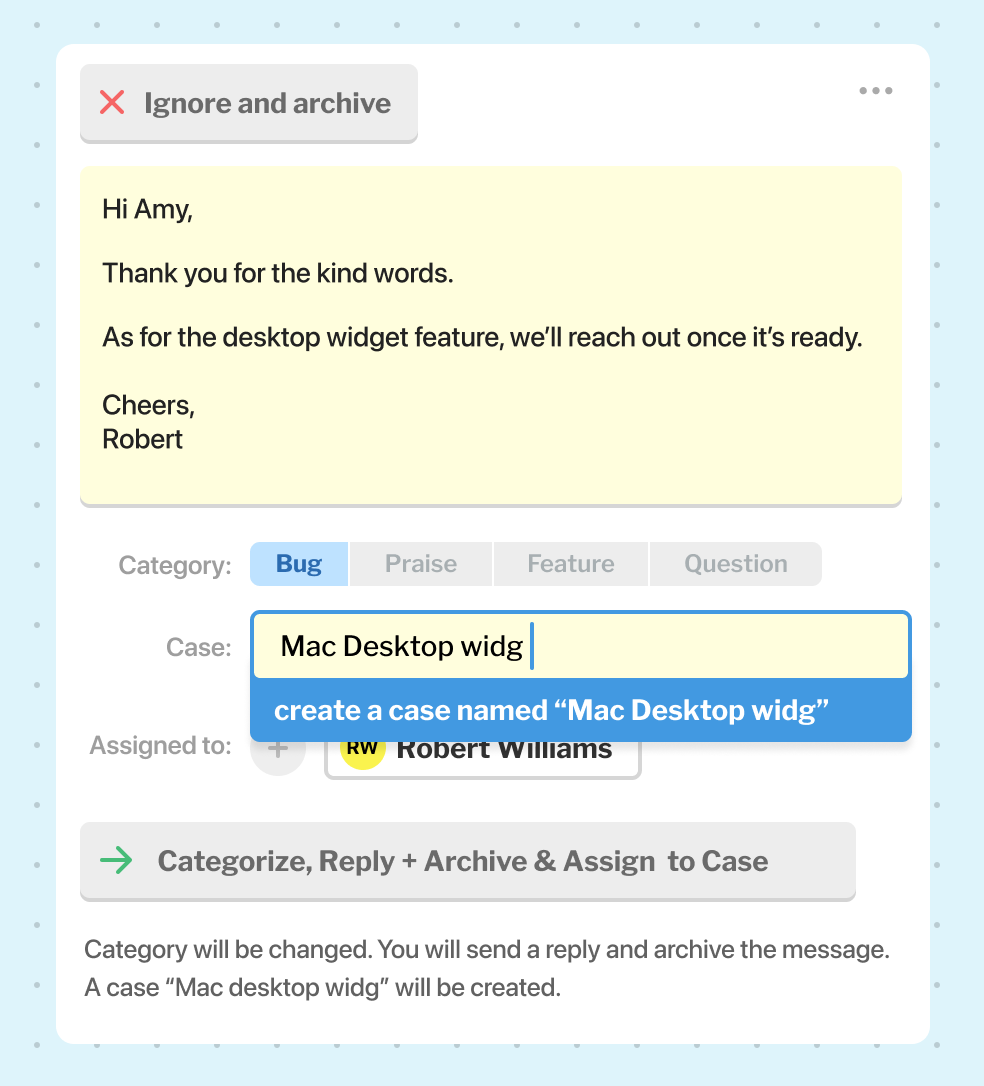 Ignore and archive
Hi Amy,
Thank you for the kind words.
As for the desktop widget feature, we’ll reach out once it’s ready.
Cheers,
Robert
Category: Bug Praise Feature Question
Case: Mac Desktop widg
create a case named “Mac Desktop widg”
Assigned to: + RW Robert Williams
Categorize, Reply + Archive & Assign to Case
Category will be changed. You will send a reply and archive the message.
A case “Mac desktop widg” will be created.